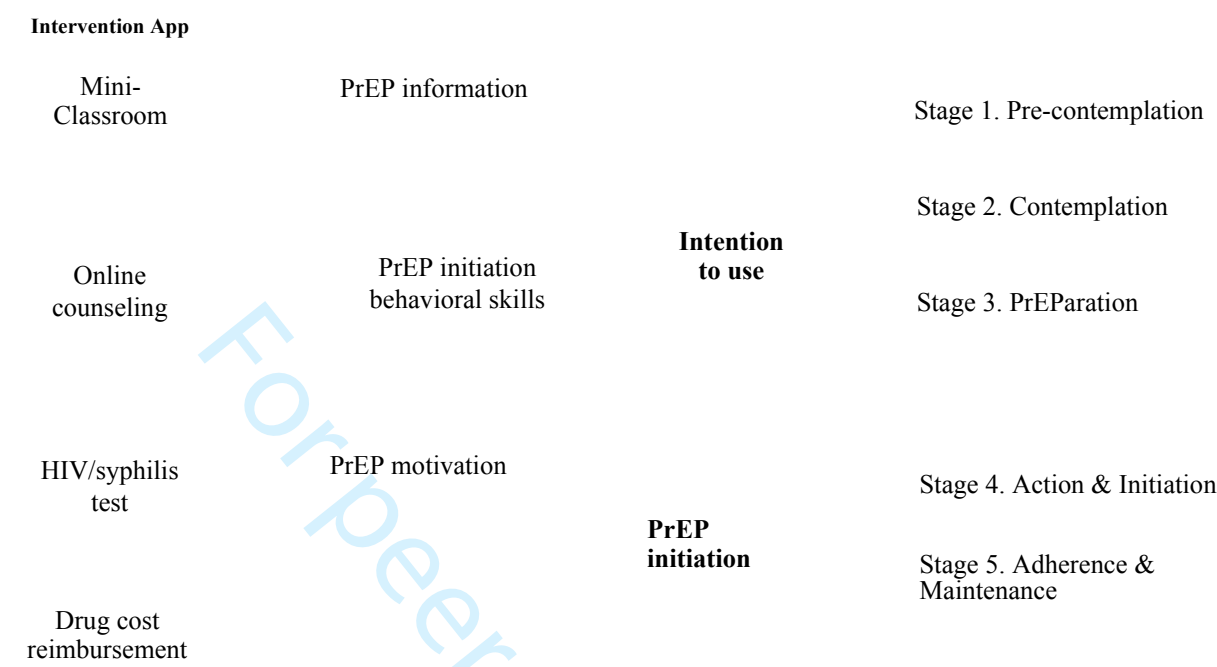 Intervention App
Mini-
Classroom
PrEP information
Stage 1. Pre-contemplation
Stage 2. Contemplation
Intention
to use
Online
counseling
PrEP initiation
behavioral skills
Stage 3. PrEParation
HIV/syphilis
test
PrEP motivation
Stage 4. Action & Initiation
PrEP
initiation
Stage 5. Adherence &
Maintenance
Drug cost
reimbursement
For peer